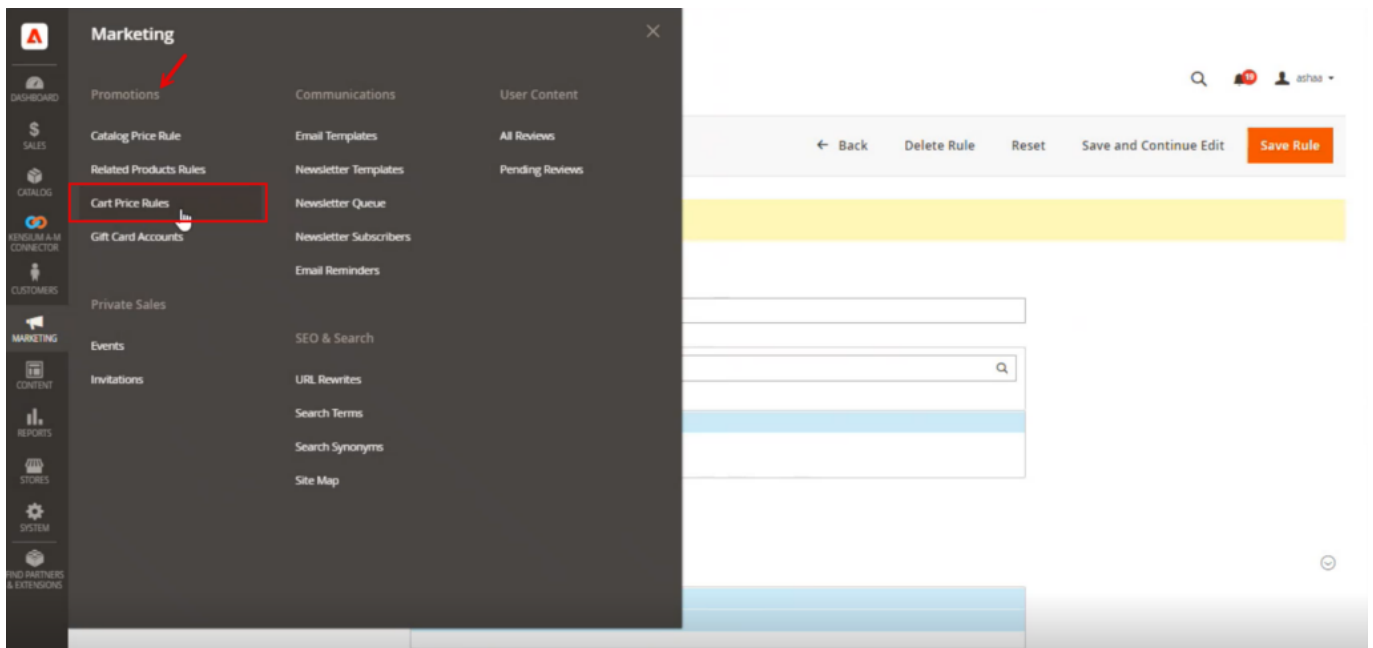 DASHBOARD
SALES
CATALOG
KENSIUM A-M
CONNECTOR
CUSTOMERS
MARKETING
CONTENT
REPORTS
STORES
SYSTEM
FIND PARTNERS
& EXTENSIONS
Marketing
Promotions
Catalog Price Rule
Related Products Rules
Cart Price Rules
Gift Card Accounts
Private Sales
Events
Invitations
Communications
Email Templates
Newsletter Templates
Newsletter Queue
Newsletter Subscribers
Email Reminders
SEO & Search
URL Rewrites
Search Terms
Search Synonyms
Site Map
User Content
All Reviews
Pending Reviews
19
ashaa
Back
Delete Rule
Reset
Save and Continue Edit
Save Rule